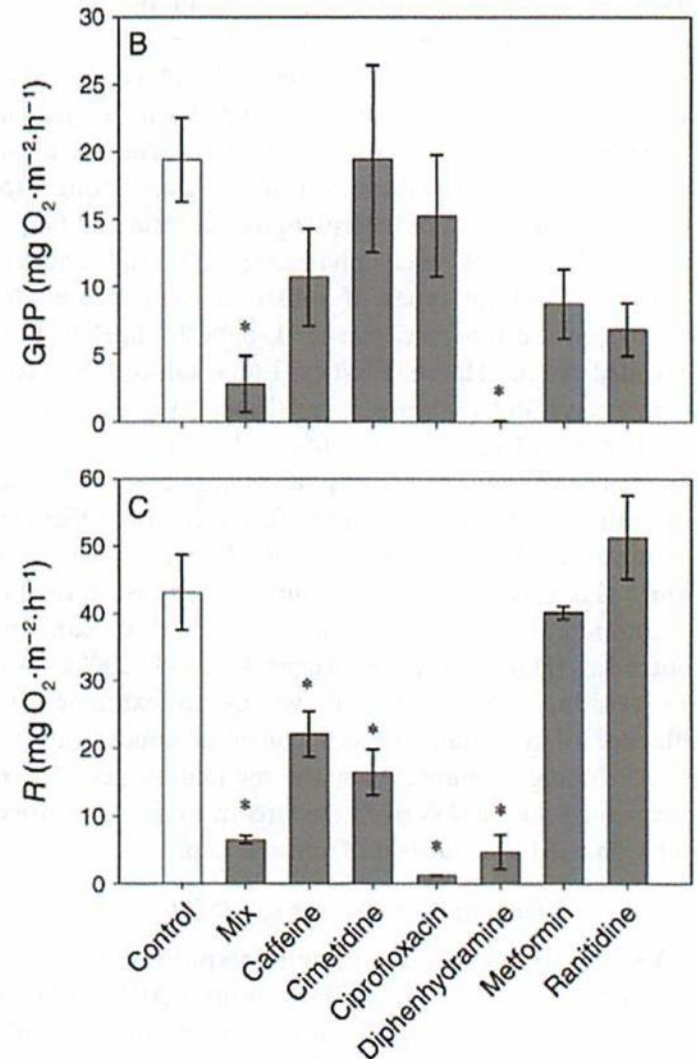 B
GPP (mg O₂·m⁻²·h⁻¹)
30
25
20
15
10
5
0
*
*
C
R (mg O₂·m⁻²·h⁻¹)
60
50
40
30
20
10
0
*
*
*
*
*
Control
Mix
Caffeine
Cimetidine
Ciprofloxacin
Diphenhydramine
Metformin
Ranitidine